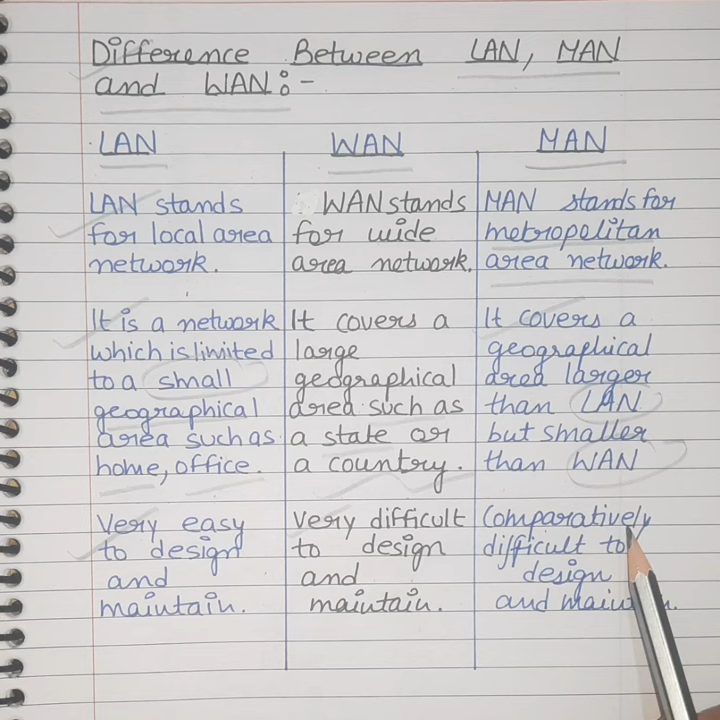 Difference Between LAN, MAN
and WAN:-
LAN
LAN stands
for local area
network.
It is a network
which is limited
to a small
geographical
area such as
home, office.
Very easy
to design
and
maintain.
WAN
WAN stands
for wide
area network.
It covers a
large
geographical
area such as
a state or
a country.
Very difficult
to design
and
maintain.
MAN
MAN stands for
metropolitan
area network.
It covers a
geographical
area larger
than LAN
but smaller
than WAN
Comparatively
difficult to
design
and